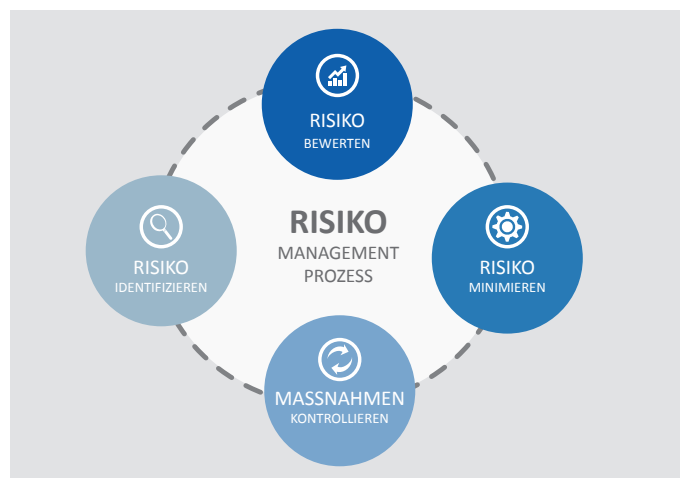 RISIKO
BEWERTEN
RISIKO
IDENTIFIZIEREN
RISIKO
MANAGEMENT
PROZESS
RISIKO
MINIMIEREN
MASSNAHMEN
KONTROLLIEREN